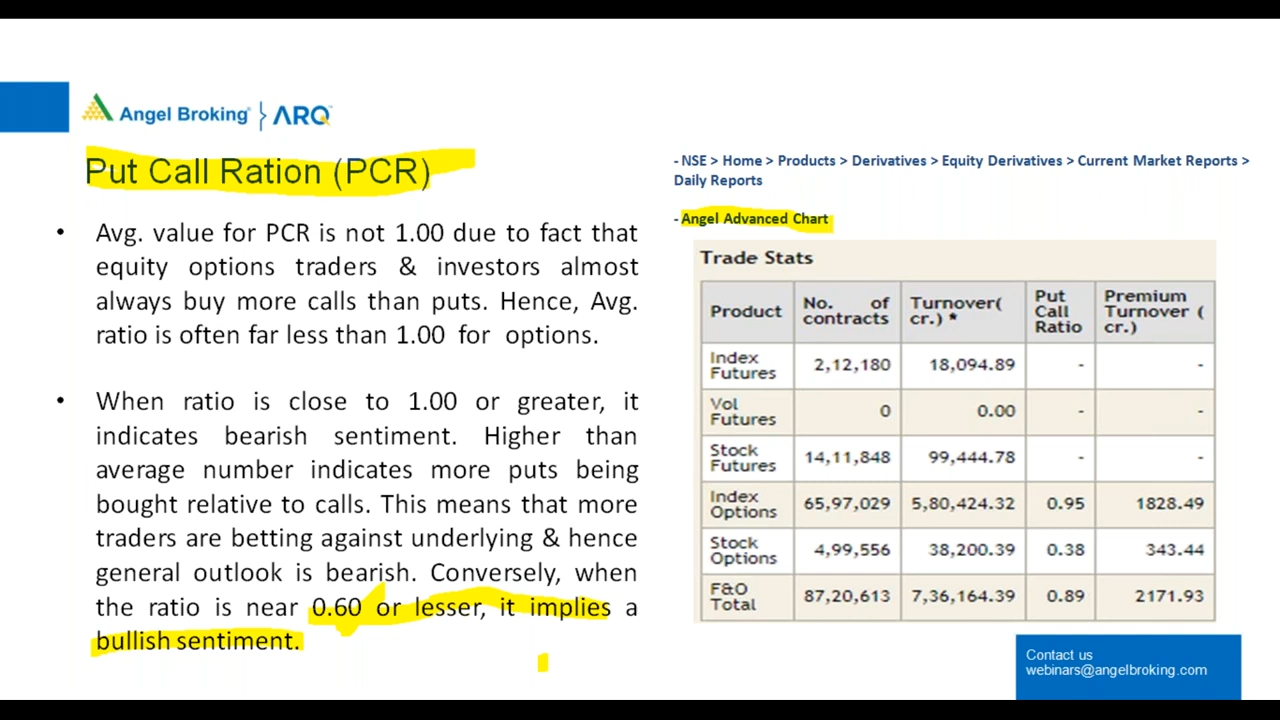 Angel Broking ARQ
Put Call Ration (PCR)
• Avg. value for PCR is not 1.00 due to fact that
equity options traders & investors almost
always buy more calls than puts. Hence, Avg.
ratio is often far less than 1.00 for options.
• When ratio is close to 1.00 or greater, it
indicates bearish sentiment. Higher than
average number indicates more puts being
bought relative to calls. This means that more
traders are betting against underlying & hence
general outlook is bearish. Conversely, when
the ratio is near 0.60 or lesser, it implies a
bullish sentiment.
- NSE > Home > Products > Derivatives > Equity Derivatives > Current Market Reports >
Daily Reports
- Angel Advanced Chart
Trade Stats
Product No. of contracts Turnover( cr.) * Put Call Ratio Premium Turnover ( cr.)
Index Futures 2,12,180 18,094.89 - -
Vol Futures 0 0.00 - -
Stock Futures 14,11,848 99,444.78 - -
Index Options 65,97,029 5,80,424.32 0.95 1828.49
Stock Options 4,99,556 38,200.39 0.38 343.44
F&O Total 87,20,613 7,36,164.39 0.89 2171.93
Contact us
webinars@angelbroking.com